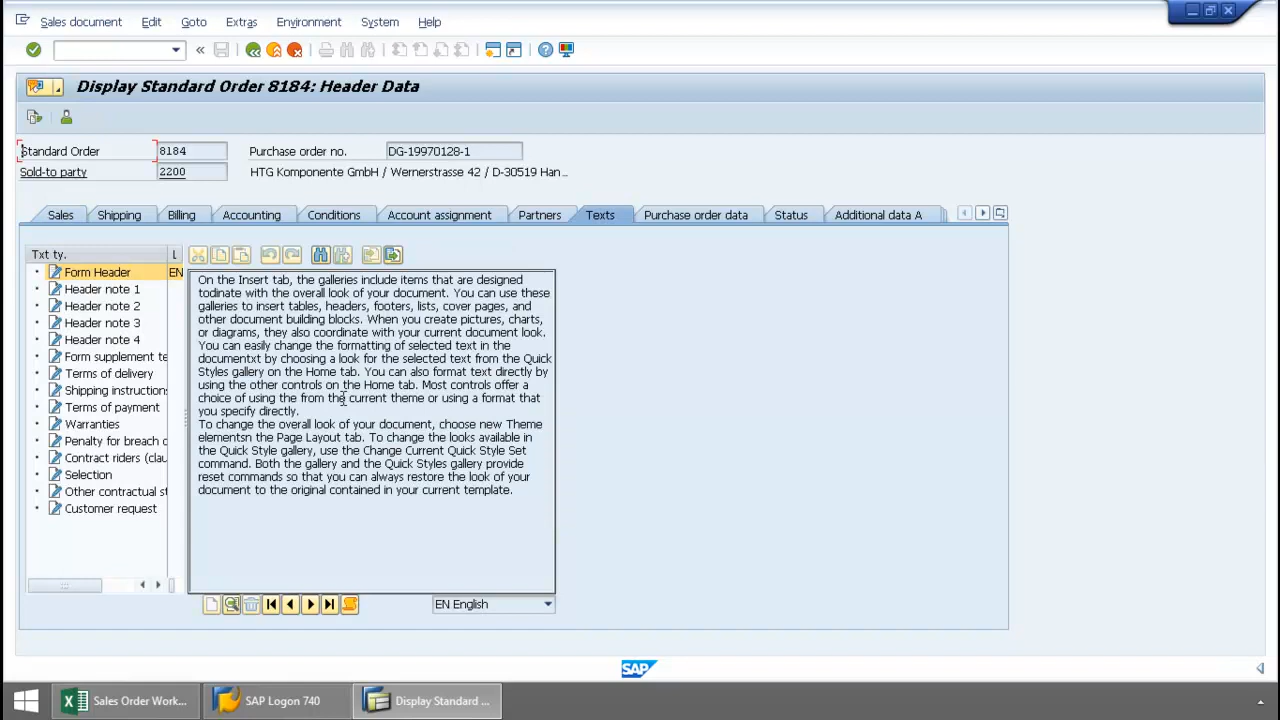 Sales document Edit Goto Extras Environment System Help
Display Standard Order 8184: Header Data
Standard Order 8184 Purchase order no. DG-19970128-1
Sold-to party 2200 HTG Komponente GmbH / Wernerstrasse 42 / D-30519 Han...
Sales Shipping Billing Accounting Conditions Account assignment Partners Texts Purchase order data Status Additional data A
Txt ty. L
Form Header EN
Header note 1
Header note 2
Header note 3
Header note 4
Form supplement te
Terms of delivery
Shipping instruction:
Terms of payment
Warranties
Penalty for breach o
Contract riders (clau
Selection
Other contractual st
Customer request
On the Insert tab, the galleries include items that are designed
todinate with the overall look of your document. You can use these
galleries to insert tables, headers, footers, lists, cover pages, and
other document building blocks. When you create pictures, charts,
or diagrams, they also coordinate with your current document look.
You can easily change the formatting of selected text in the
documentxt by choosing a look for the selected text from the Quick
Styles gallery on the Home tab. You can also format text directly by
using the other controls on the Home tab. Most controls offer a
choice of using the from the current theme or using a format that
you specify directly.
To change the overall look of your document, choose new Theme
elementsn the Page Layout tab. To change the looks available in
the Quick Style gallery, use the Change Current Quick Style Set
command. Both the gallery and the Quick Styles gallery provide
reset commands so that you can always restore the look of your
document to the original contained in your current template.
EN English
SAP
Sales Order Work... SAP Logon 740 Display Standard ...